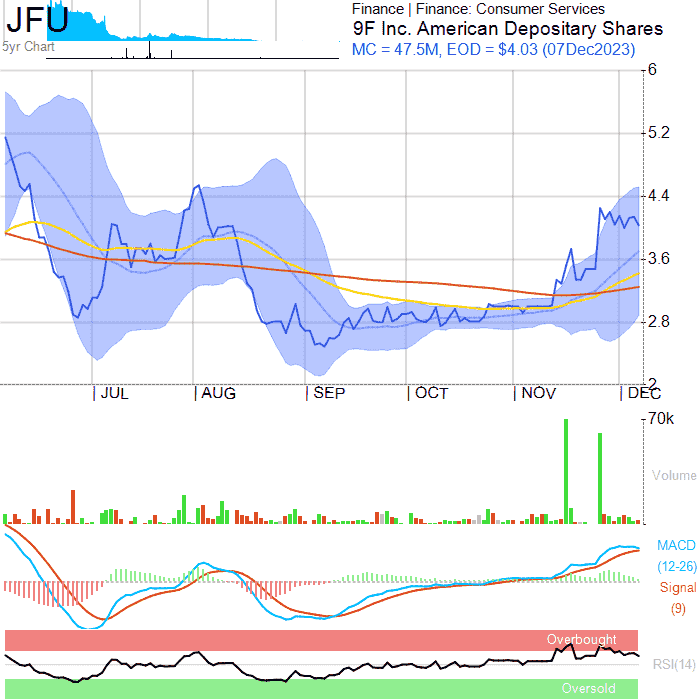 JFU
5yr Chart
Finance | Finance: Consumer Services
9F Inc. American Depositary Shares
MC = 47.5M, EOD = $4.03 (07Dec2023)
6
5.2
4.4
3.6
2.8
2
JUL
AUG
SEP
OCT
NOV
DEC
70k
Volume
MACD
(12-26)
Signal
(9)
Overbought
RSI(14)
Oversold